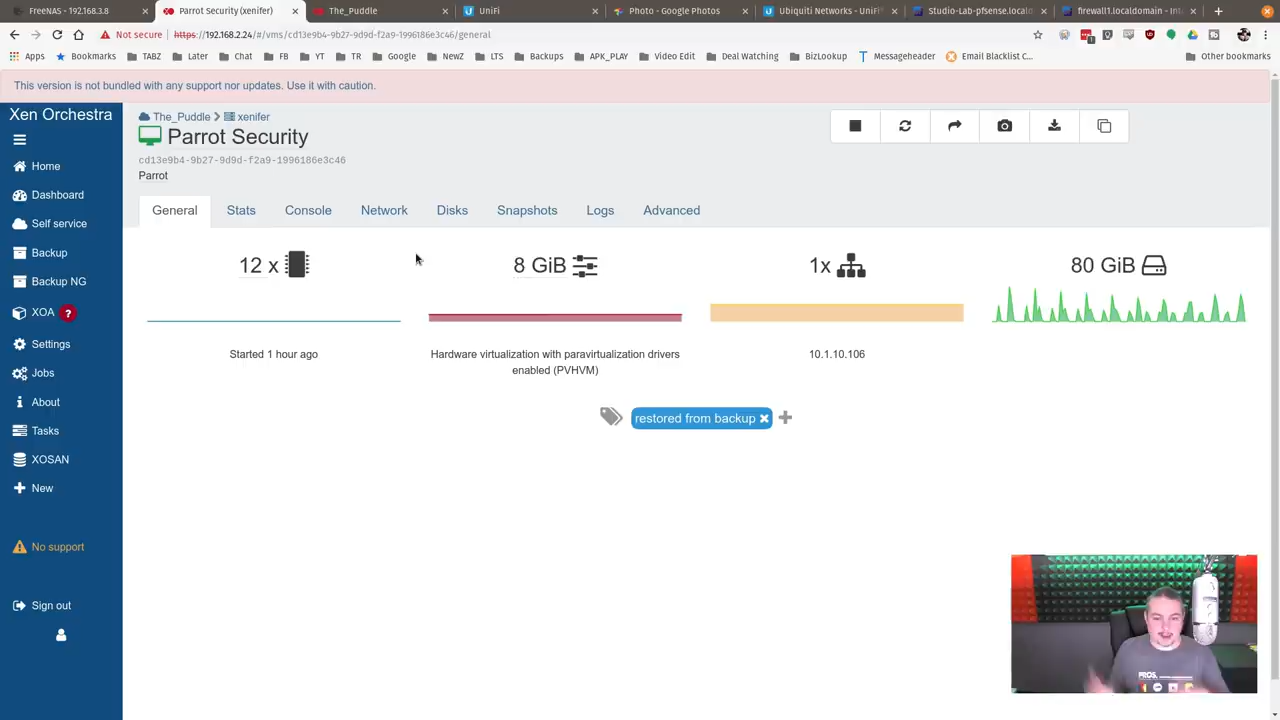 FreeNAS - 192.168.3.8
Parrot Security (xenifer)
The_Puddle
UniFi
Photo - Google Photos
Ubiquiti Networks - UniFi
Studio-Lab-pfsense.local
firewall1.localdomain - Int
Not secure
https://192.168.2.24/#/vms/cd13e9b4-9b27-9d9d-f2a9-1996186e3c46/general
Apps
Bookmarks
TABZ
Later
Chat
FB
YT
TR
Google
NewZ
LTS
Backups
APK_PLAY
Video Edit
Deal Watching
BizLookup
Messageheader
Email Blacklist C...
Other bookmarks
This version is not bundled with any support nor updates. Use it with caution.
Xen Orchestra
Home
Dashboard
Self service
Backup
Backup NG
XOA ?
Settings
Jobs
About
Tasks
XOSAN
New
No support
Sign out
The_Puddle xenifer
Parrot Security
cd13e9b4-9b27-9d9d-f2a9-1996186e3c46
Parrot
General
Stats
Console
Network
Disks
Snapshots
Logs
Advanced
12 x
8 GiB
1x
80 GiB
Started 1 hour ago
Hardware virtualization with paravirtualization drivers
enabled (PVHVM)
10.1.10.106
restored from backup
PROS.